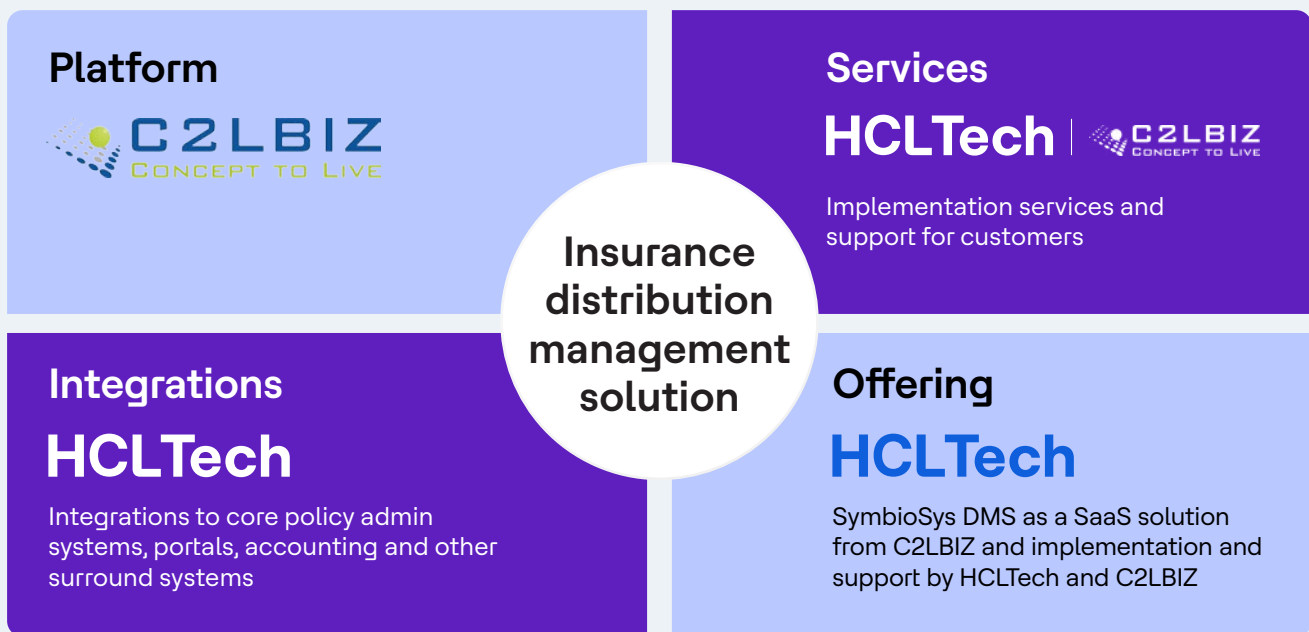 Platform
C2LBIZ
CONCEPT TO LIVE
Services
HCLTech
C2LBIZ
CONCEPT TO LIVE
Implementation services and
support for customers
Insurance
distribution
management
solution
Integrations
HCLTech
Integrations to core policy admin
systems, portals, accounting and other
surround systems
Offering
HCLTech
SymbioSys DMS as a SaaS solution
from C2LBIZ and implementation and
support by HCLTech and C2LBIZ